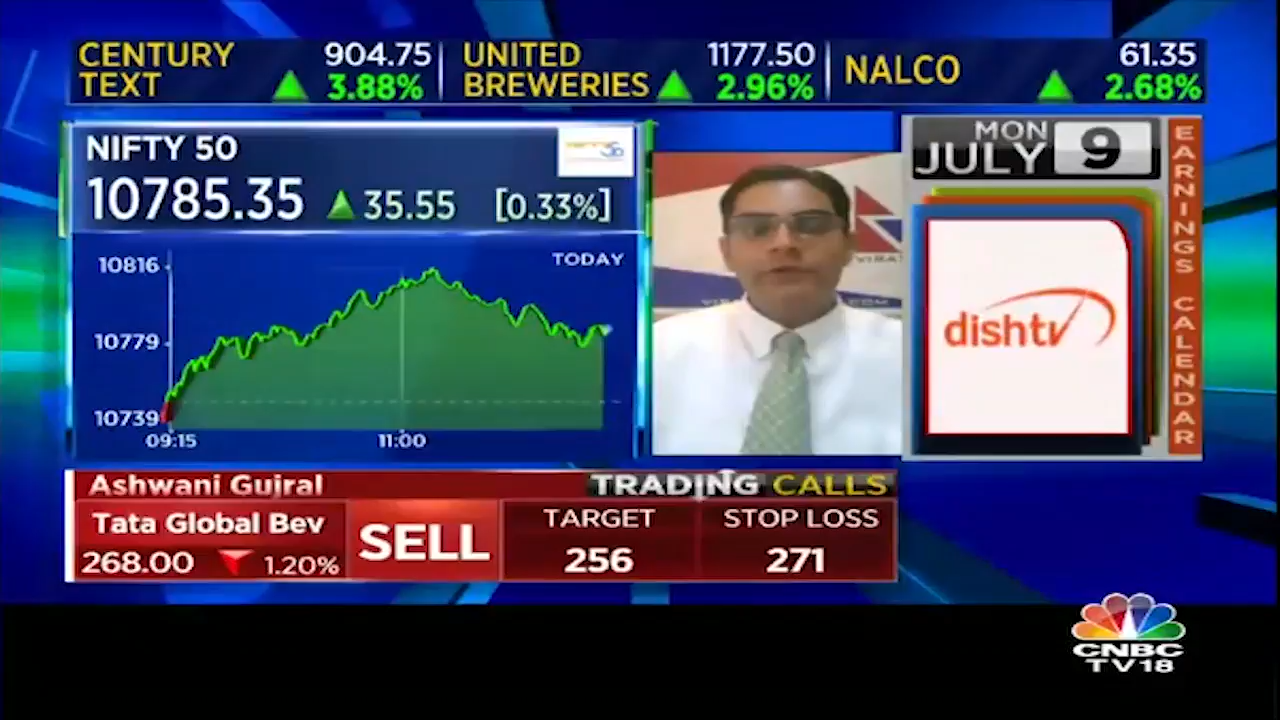 CENTURY
TEXT
904.75
3.88%
UNITED
BREWERIES
1177.50
2.96%
NALCO
61.35
2.68%
NIFTY 50
10785.35 35.55 [0.33%]
TODAY
10816
10779
10739
09:15 11:00
MON
JULY 9
EARNINGS CALENDAR
dishtv
Ashwani Gujral
TRADING CALLS
Tata Global Bev
268.00 1.20%
SELL
TARGET
256
STOP LOSS
271
CNBC
TV18